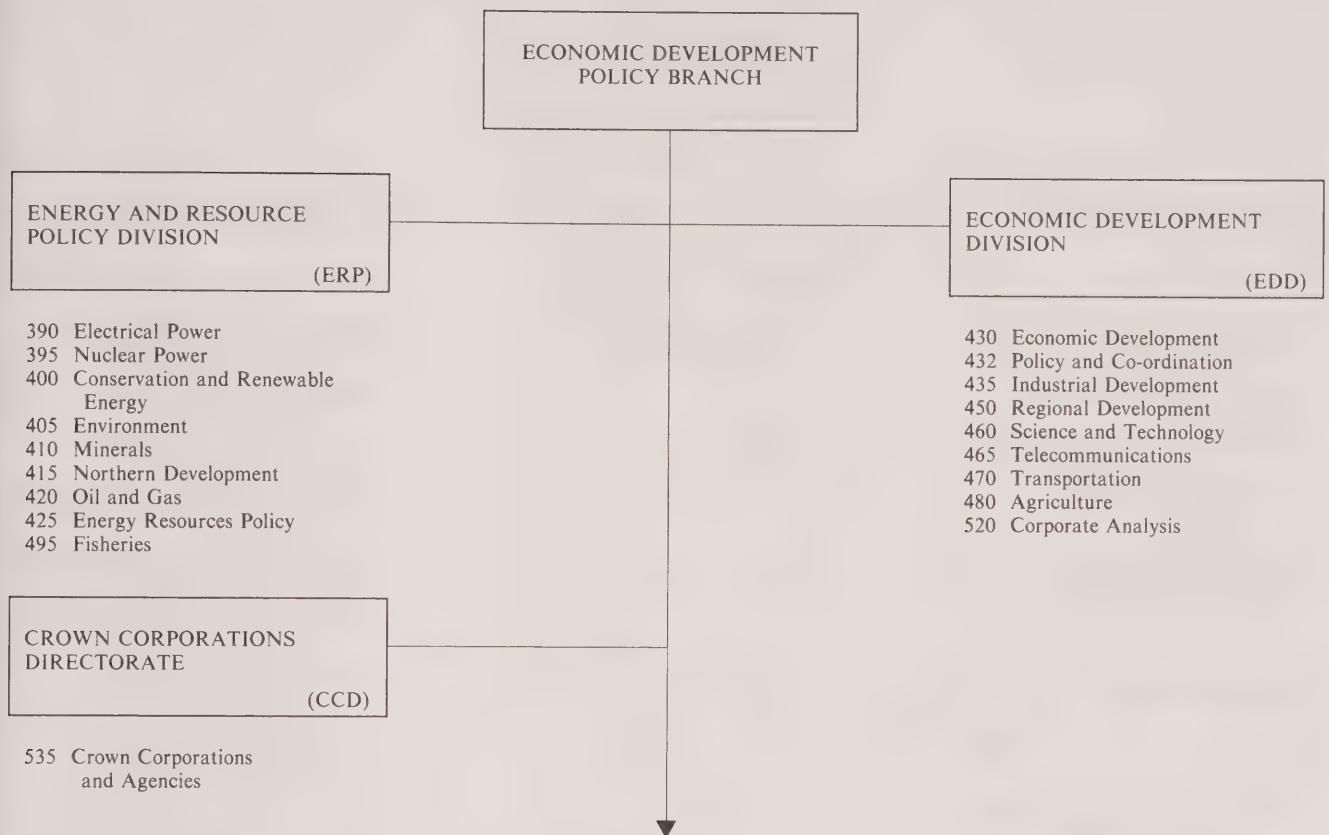 ECONOMIC DEVELOPMENT
POLICY BRANCH
ENERGY AND RESOURCE
POLICY DIVISION
(ERP)
390 Electrical Power
395 Nuclear Power
400 Conservation and Renewable
Energy
405 Environment
410 Minerals
415 Northern Development
420 Oil and Gas
425 Energy Resources Policy
495 Fisheries
ECONOMIC DEVELOPMENT
DIVISION
(EDD)
430 Economic Development
432 Policy and Co-ordination
435 Industrial Development
450 Regional Development
460 Science and Technology
465 Telecommunications
470 Transportation
480 Agriculture
520 Corporate Analysis
CROWN CORPORATIONS
DIRECTORATE
(CCD)
535 Crown Corporations
and Agencies